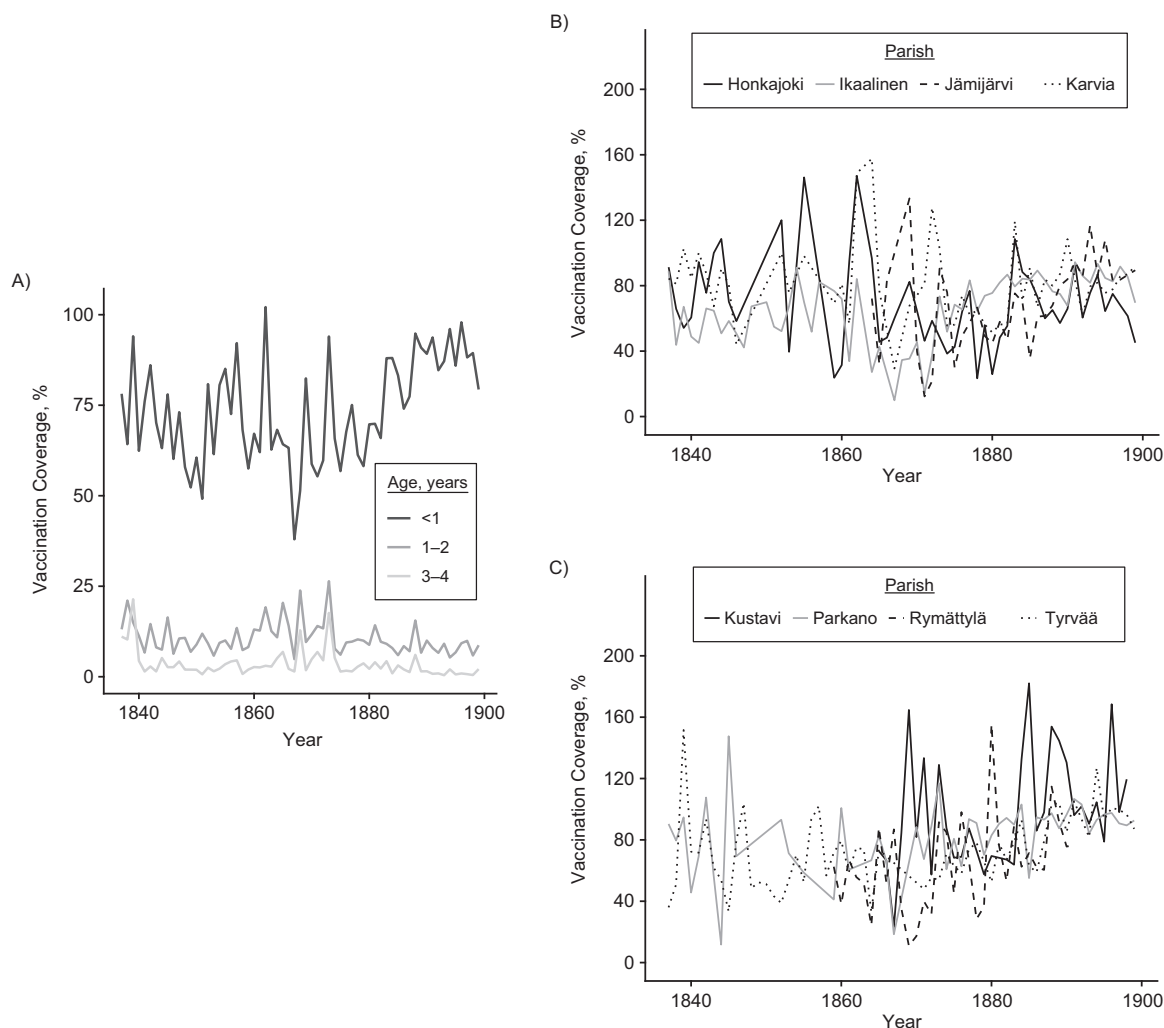 A)
Vaccination Coverage, %
100
75
50
25
0
1840 1860 1880 1900
Year
Age, years
<1
1–2
3–4
B)
Vaccination Coverage, %
200
160
120
80
40
0
1840 1860 1880 1900
Year
Parish
Honkajoki Ikaalinen Jämijärvi Karvia
C)
Vaccination Coverage, %
200
160
120
80
40
0
1840 1860 1880 1900
Year
Parish
Kustavi Parkano Rymättylä Tyrvää